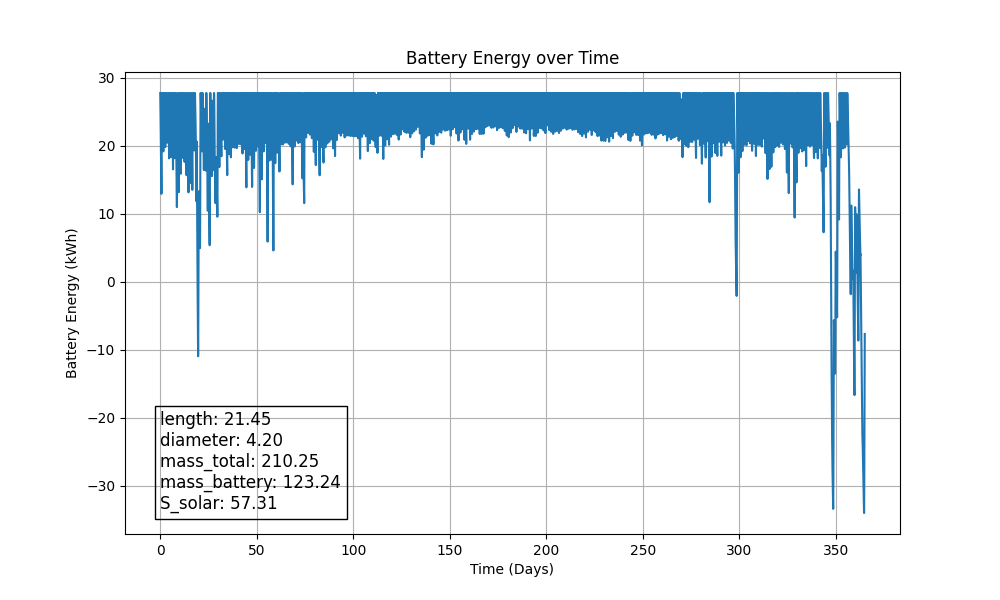 Battery Energy over Time
Battery Energy (kWh)
30
20
10
0
−10
−20
−30
length: 21.45
diameter: 4.20
mass_total: 210.25
mass_battery: 123.24
S_solar: 57.31
0 50 100 150 200 250 300 350
Time (Days)